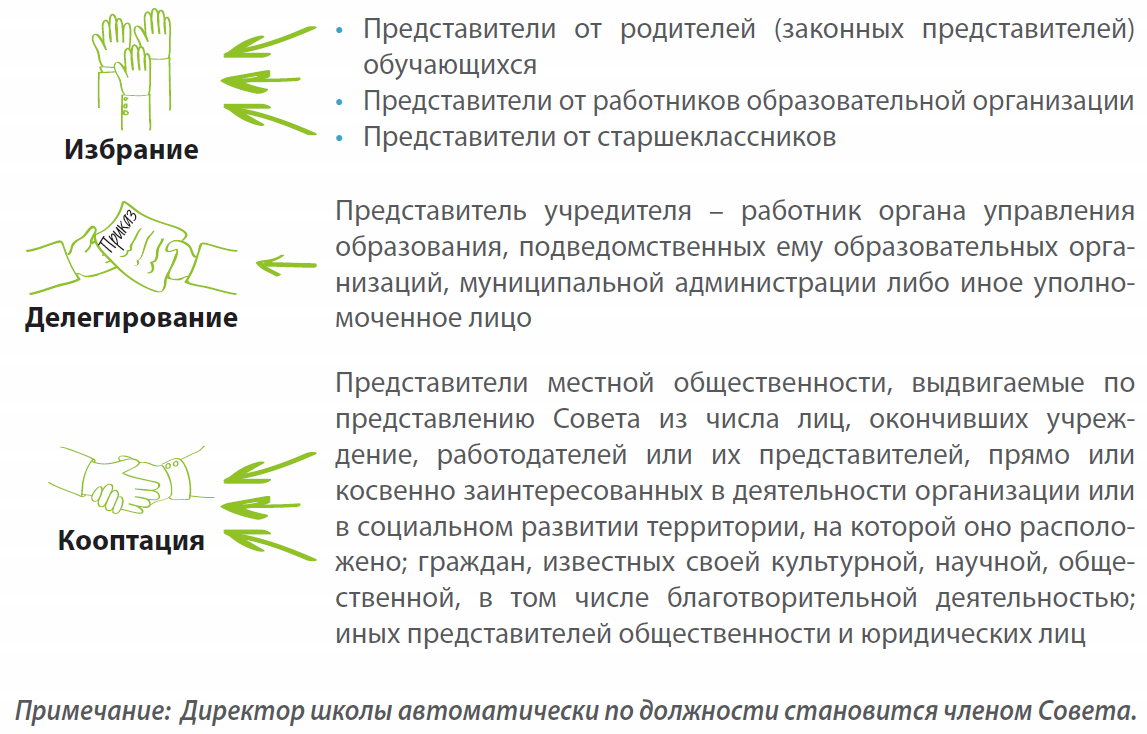 • Представители от родителей (законных представителей)
обучающихся
• Представители от работников образовательной организации
• Представители от старшеклассников
Избрание
Приказ
Делегирование
Представитель учредителя – работник органа управления
образования, подведомственных ему образовательных орга-
низаций, муниципальной администрации либо иное уполно-
моченное лицо
Кооптация
Представители местной общественности, выдвигаемые по
представлению Совета из числа лиц, окончивших учреж-
дение, работодателей или их представителей, прямо или
косвенно заинтересованных в деятельности организации или
в социальном развитии территории, на которой оно располо-
жено; граждан, известных своей культурной, научной, обще-
ственной, в том числе благотворительной деятельностью;
иных представителей общественности и юридических лиц
Примечание: Директор школы автоматически по должности становится членом Совета.